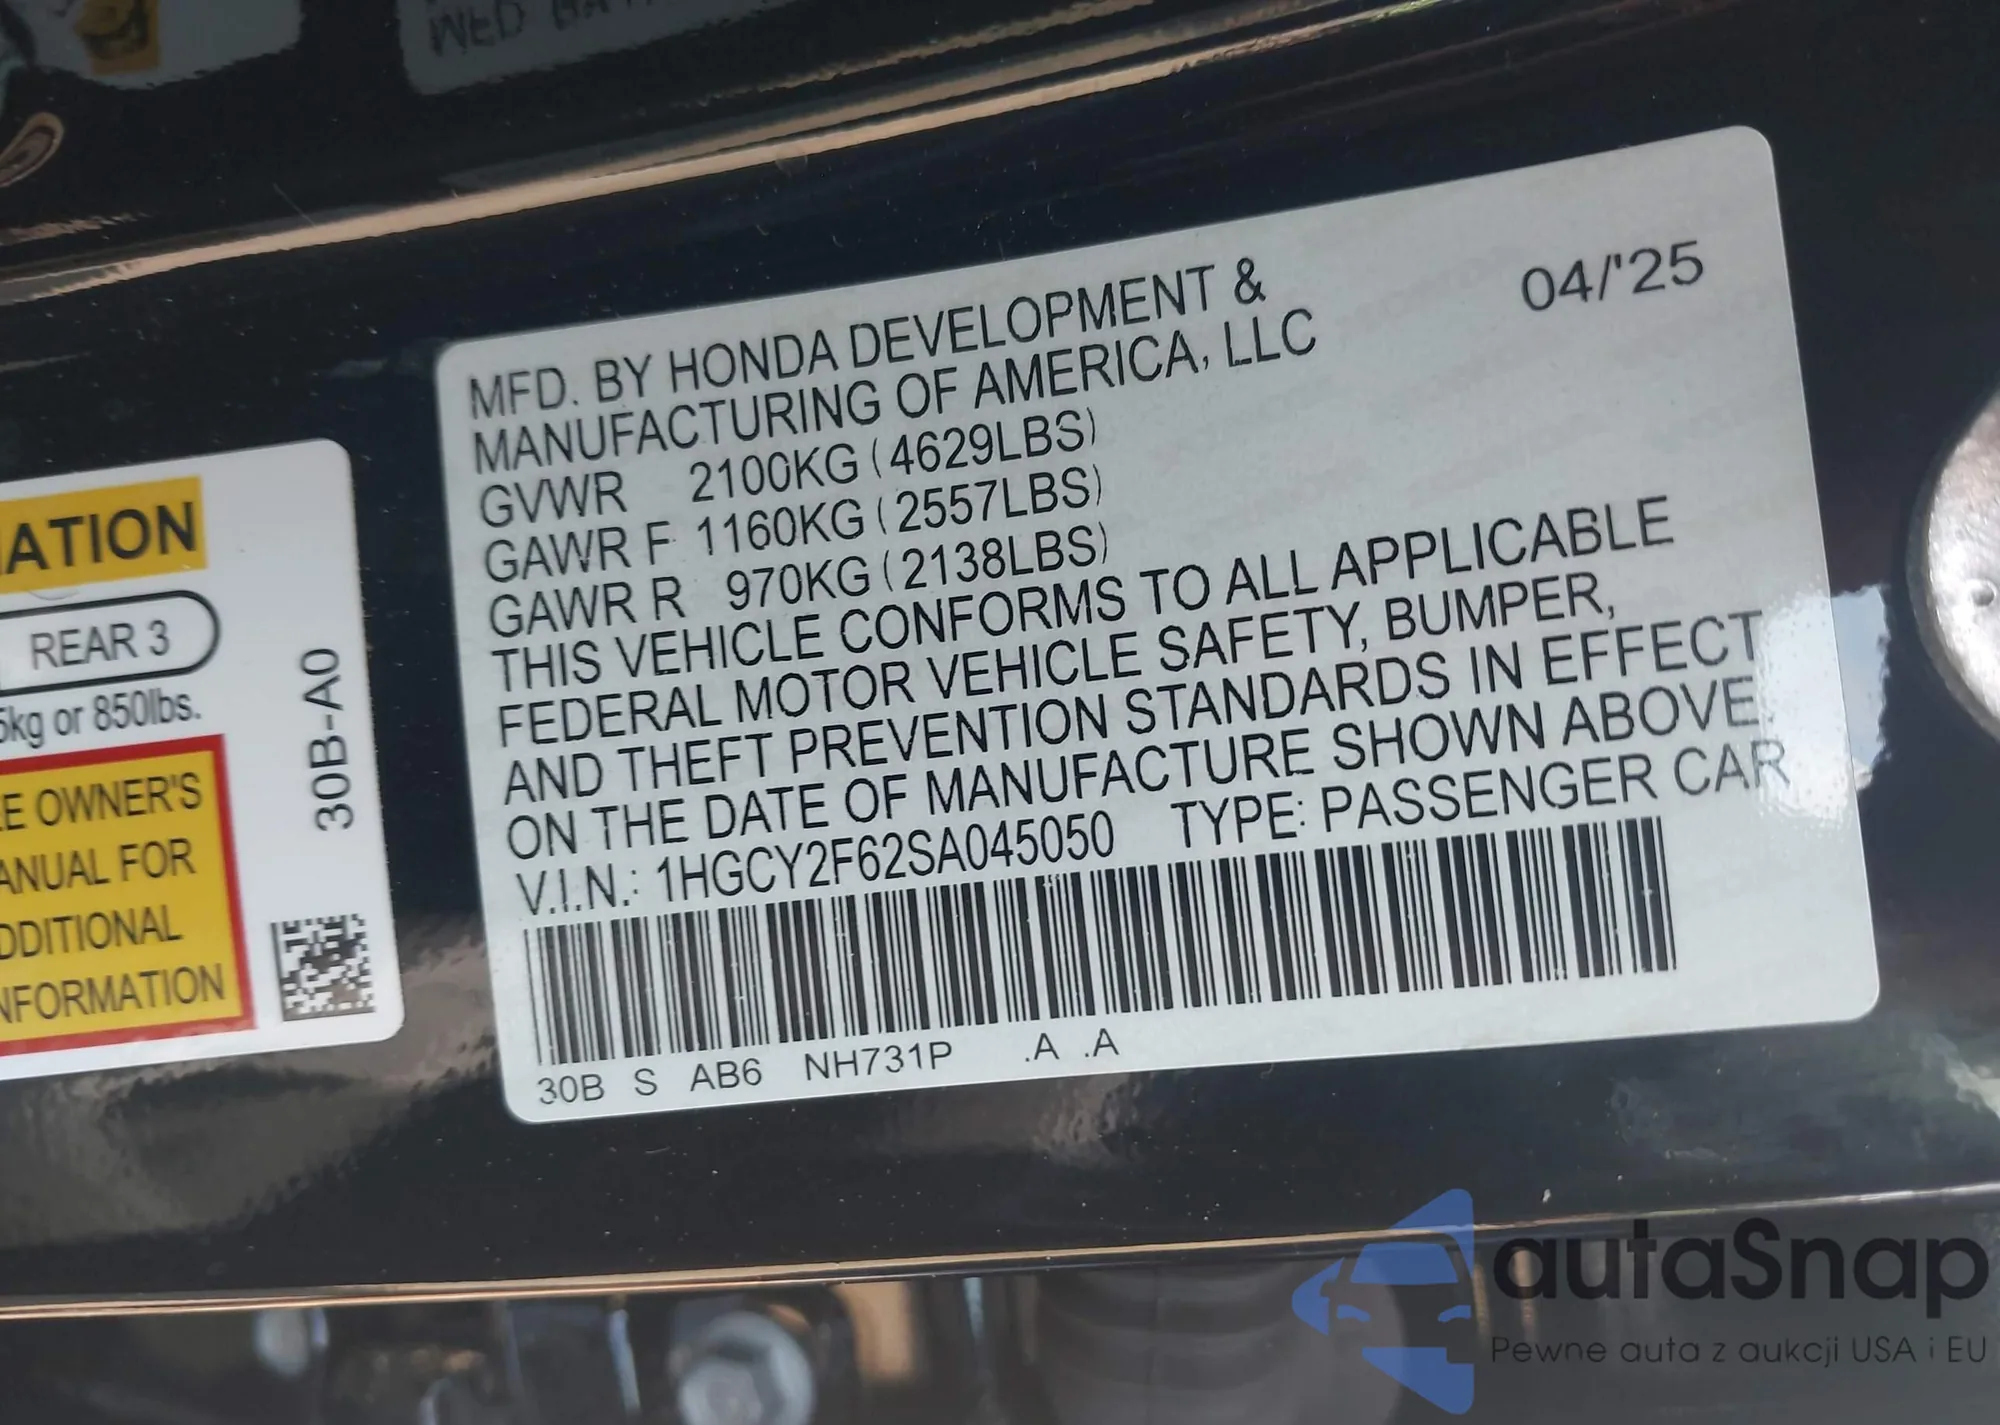 MFD. BY HONDA DEVELOPMENT &
MANUFACTURING OF AMERICA, LLC
04/'25
GVWR 2100KG (4629LBS)
GAWR F 1160KG (2557LBS)
GAWR R 970KG (2138LBS)
THIS VEHICLE CONFORMS TO ALL APPLICABLE
FEDERAL MOTOR VEHICLE SAFETY, BUMPER,
AND THEFT PREVENTION STANDARDS IN EFFECT
ON THE DATE OF MANUFACTURE SHOWN ABOVE.
V.I.N.: 1HGCY2F62SA045050 TYPE: PASSENGER CAR
30B S AB6 NH731P .A .A
ATION
REAR 3
5kg or 850lbs.
E OWNER'S
ANUAL FOR
DDITIONAL
NFORMATION
30B-A0
autaSnap
Pewne auta z aukcji USA i EU